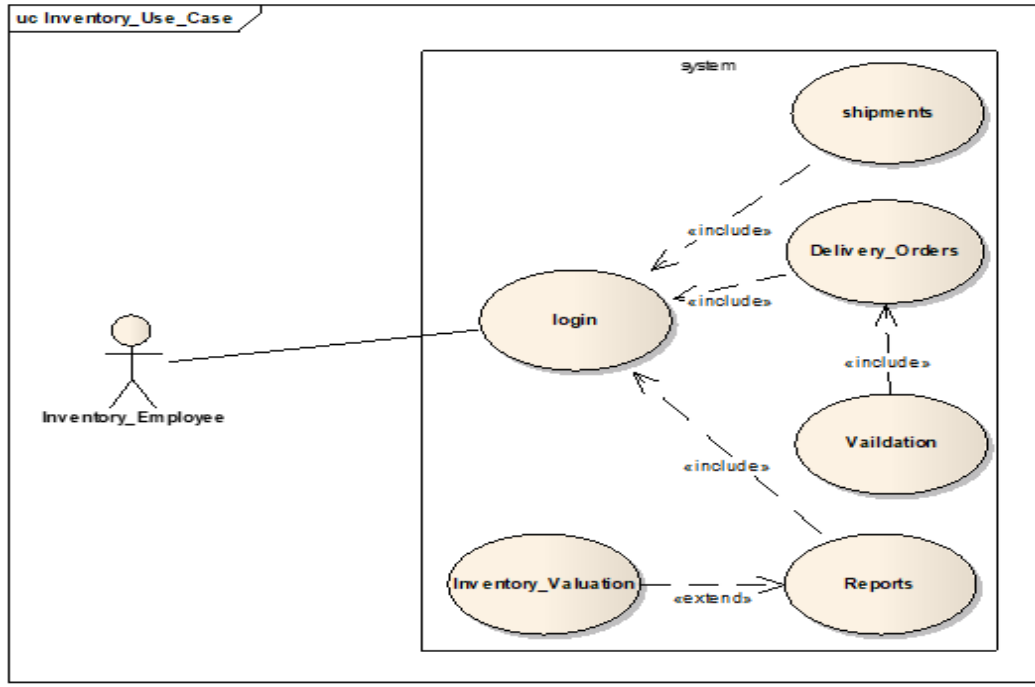 uc Inventory_Use_Case
system
shipments
«include»
Delivery_Orders
«include»
login
«include»
Inventory_Employee
Vaildation
«include»
Inventory_Valuation
«extend»
Reports